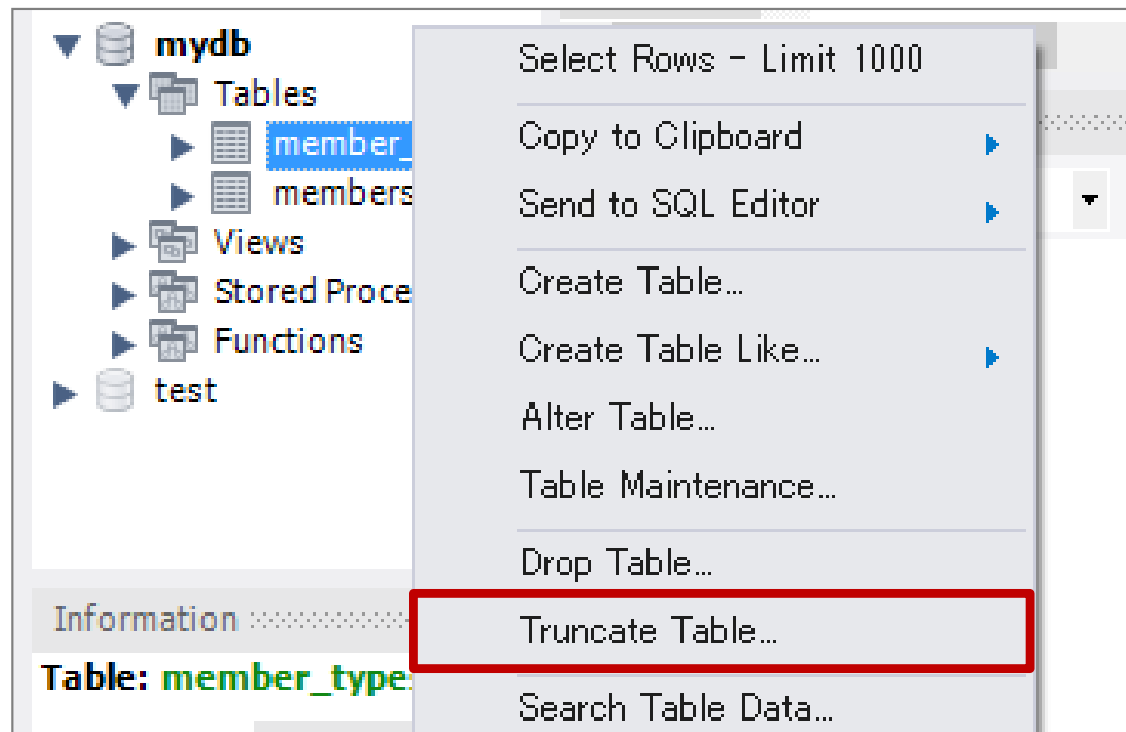 mydb
Tables
member_
members
Views
Stored Proce
Functions
test
Information
Table: member_type
Select Rows - Limit 1000
Copy to Clipboard
Send to SQL Editor
Create Table...
Create Table Like...
Alter Table...
Table Maintenance...
Drop Table...
Truncate Table...
Search Table Data...